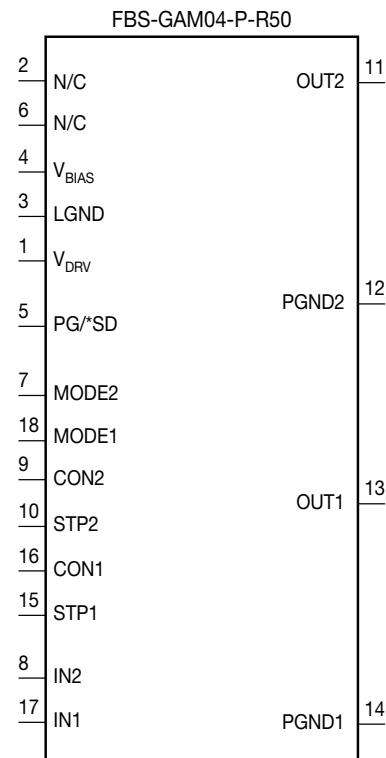 FBS-GAM04-P-R50
2 N/C
OUT2 11
6 N/C
4 VBIAS
3 LGND
1 VDRV
PGND2 12
5 PG/*SD
7 MODE2
18 MODE1
9 CON2
OUT1 13
10 STP2
16 CON1
15 STP1
8 IN2
17 IN1
PGND1 14